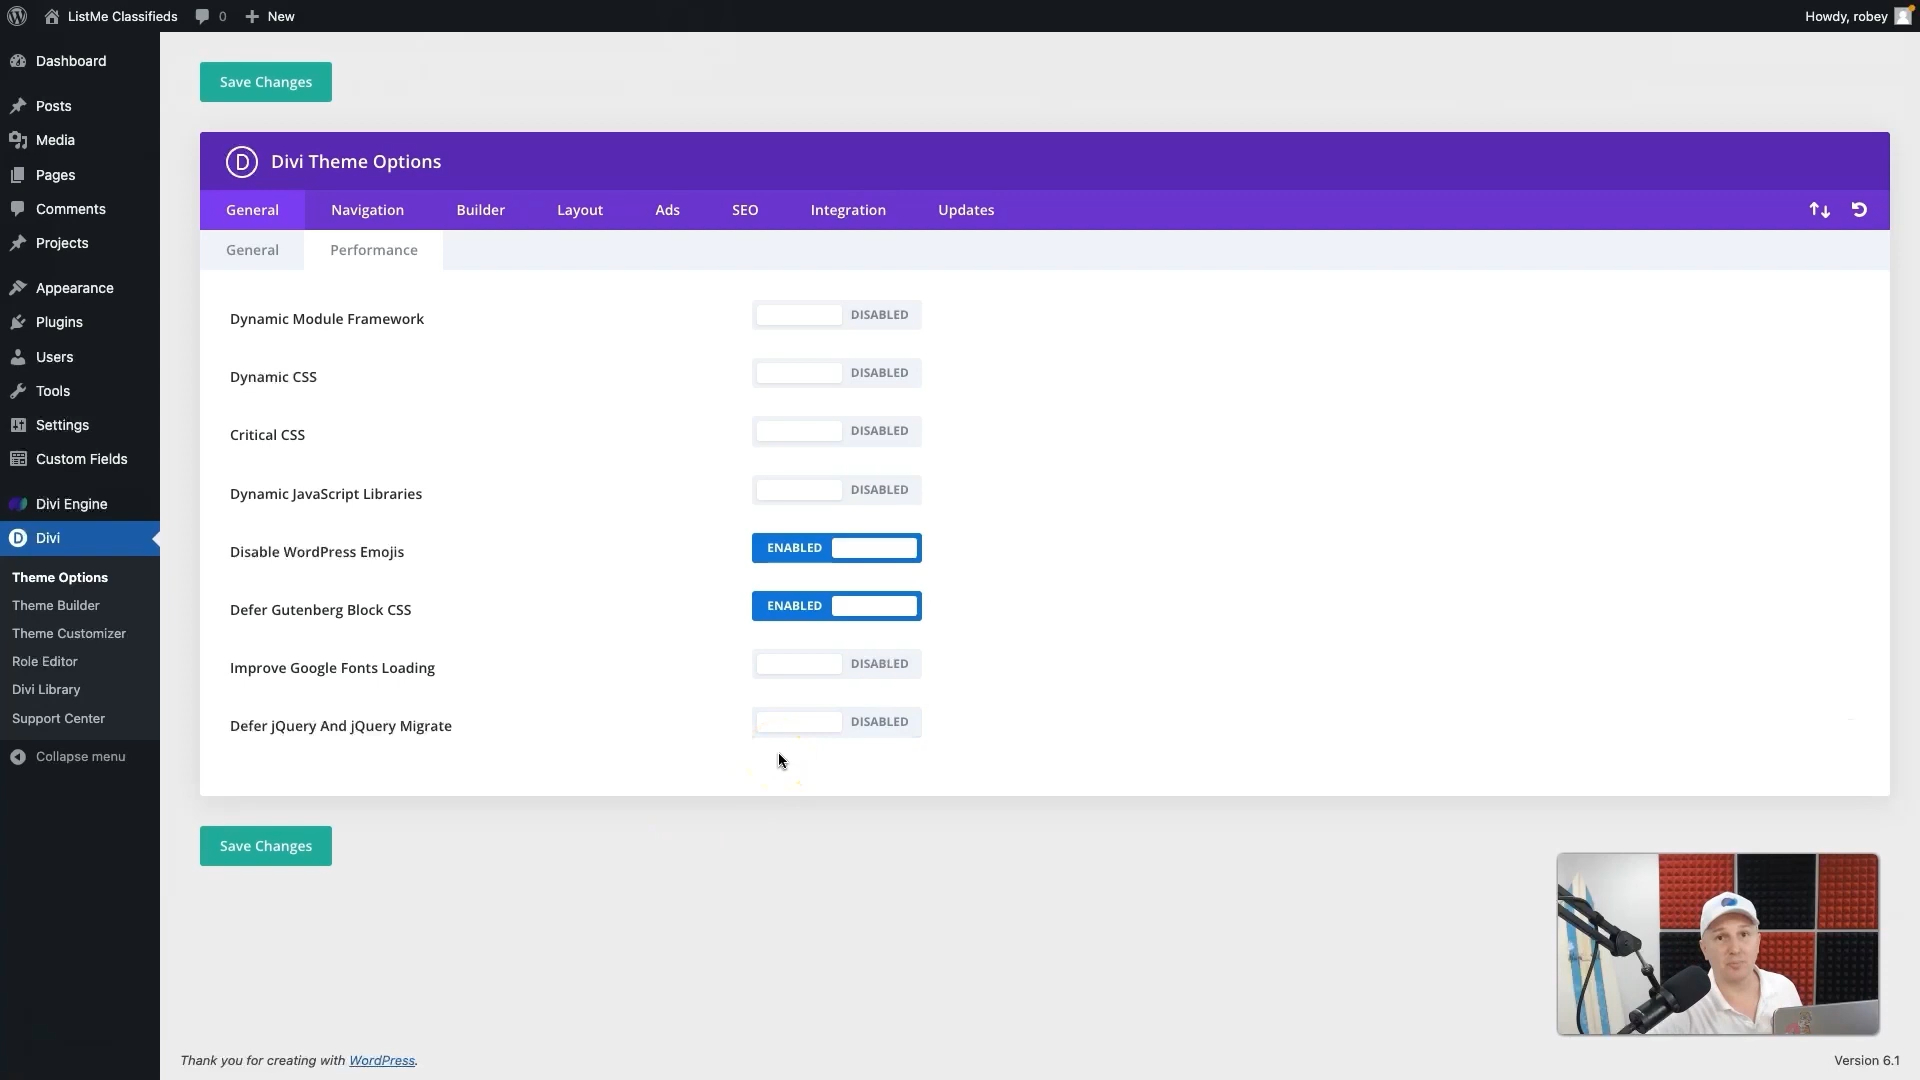 ListMe Classifieds 0 New Howdy, robey
Dashboard
Posts
Media
Pages
Comments
Projects
Appearance
Plugins
Users
Tools
Settings
Custom Fields
Divi Engine
Divi
Theme Options
Theme Builder
Theme Customizer
Role Editor
Divi Library
Support Center
Collapse menu
Save Changes
D Divi Theme Options
General Navigation Builder Layout Ads SEO Integration Updates
General Performance
Dynamic Module Framework DISABLED
Dynamic CSS DISABLED
Critical CSS DISABLED
Dynamic JavaScript Libraries DISABLED
Disable WordPress Emojis ENABLED
Defer Gutenberg Block CSS ENABLED
Improve Google Fonts Loading DISABLED
Defer jQuery And jQuery Migrate DISABLED
Save Changes
Thank you for creating with WordPress. Version 6.1